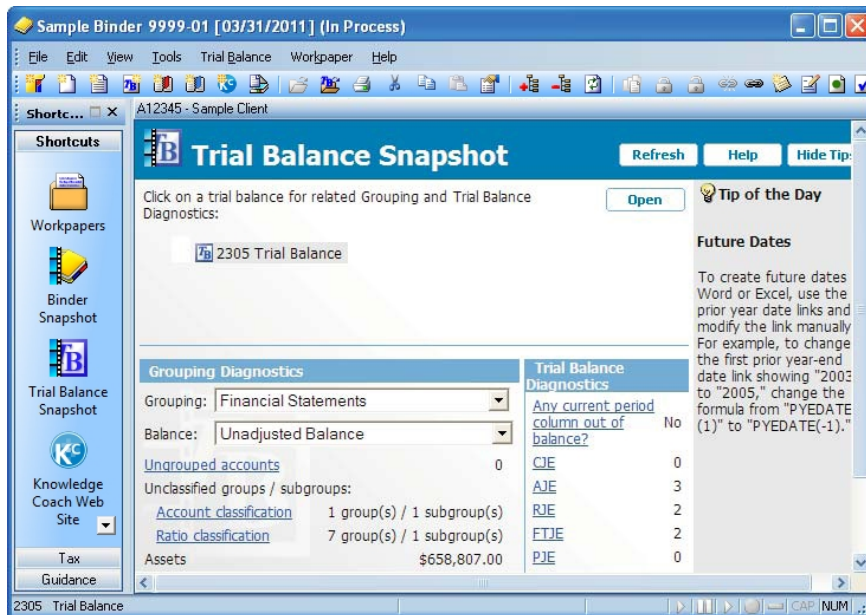 Sample Binder 9999-01 [03/31/2011] (In Process)
File Edit View Tools Trial Balance Workpaper Help
Shortc...
A12345 - Sample Client
Shortcuts
Workpapers
Binder
Snapshot
Trial Balance
Snapshot
Knowledge
Coach Web
Site
Tax
Guidance
TB Trial Balance Snapshot
Refresh Help Hide Tip
Click on a trial balance for related Grouping and Trial Balance
Diagnostics:
Open
2305 Trial Balance
Grouping Diagnostics
Grouping: Financial Statements
Balance: Unadjusted Balance
Ungrouped accounts 0
Unclassified groups / subgroups:
Account classification 1 group(s) / 1 subgroup(s)
Ratio classification 7 group(s) / 1 subgroup(s)
Assets $658,807.00
Trial Balance
Diagnostics
Any current period
column out of No
balance?
CJE 0
AJE 3
RJE 2
FTJE 2
PJE 0
Tip of the Day
Future Dates
To create future dates
Word or Excel, use the
prior year date links and
modify the link manually
For example, to change
the first prior year-end
date link showing "2003
to "2005," change the
formula from "PYEDATE
(1)" to "PYEDATE(-1)."
2305 Trial Balance
CAP NUM